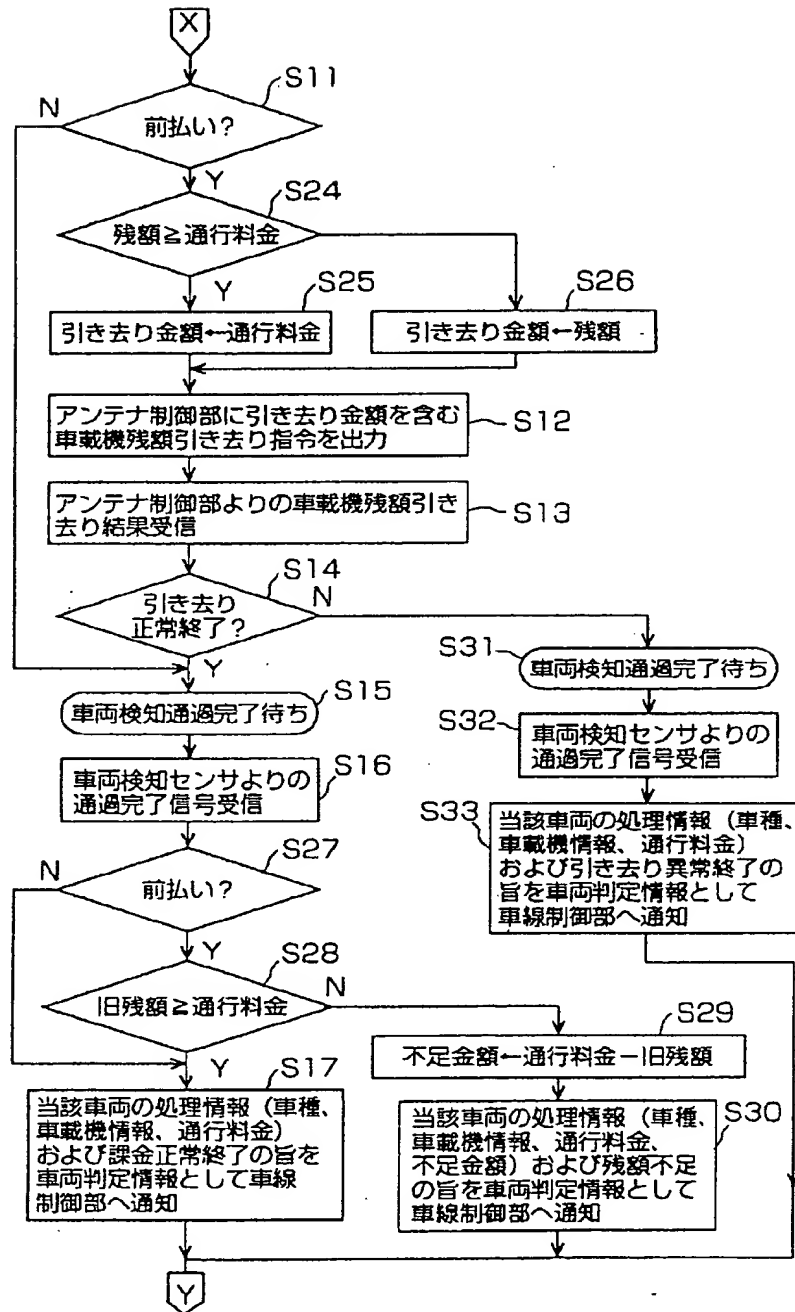 X
S11
N
前払い？
Y
S24
残額≧通行料金
Y
S25
S26
引き去り金額←通行料金
引き去り金額←残額
アンテナ制御部に引き去り金額を含む
車載機残額引き去り指令を出力
S12
アンテナ制御部よりの車載機残額引き
去り結果受信
S13
S14
引き去り
正常終了？
N
Y
S31
車両検知通過完了待ち
S15
車両検知通過完了待ち
S32
車両検知センサよりの
通過完了信号受信
S16
車両検知センサよりの
通過完了信号受信
S33
当該車両の処理情報（車種、
車載機情報、通行料金）
および引き去り異常終了の
旨を車両判定情報として
車線制御部へ通知
S27
N
前払い？
Y
S28
旧残額≧通行料金
N
Y
S29
不足金額←通行料金－旧残額
S17
当該車両の処理情報（車種、
車載機情報、通行料金）
および課金正常終了の旨を
車両判定情報として車線
制御部へ通知
S30
当該車両の処理情報（車種、
車載機情報、通行料金、
不足金額）および残額不足
の旨を車両判定情報として
車線制御部へ通知
Y